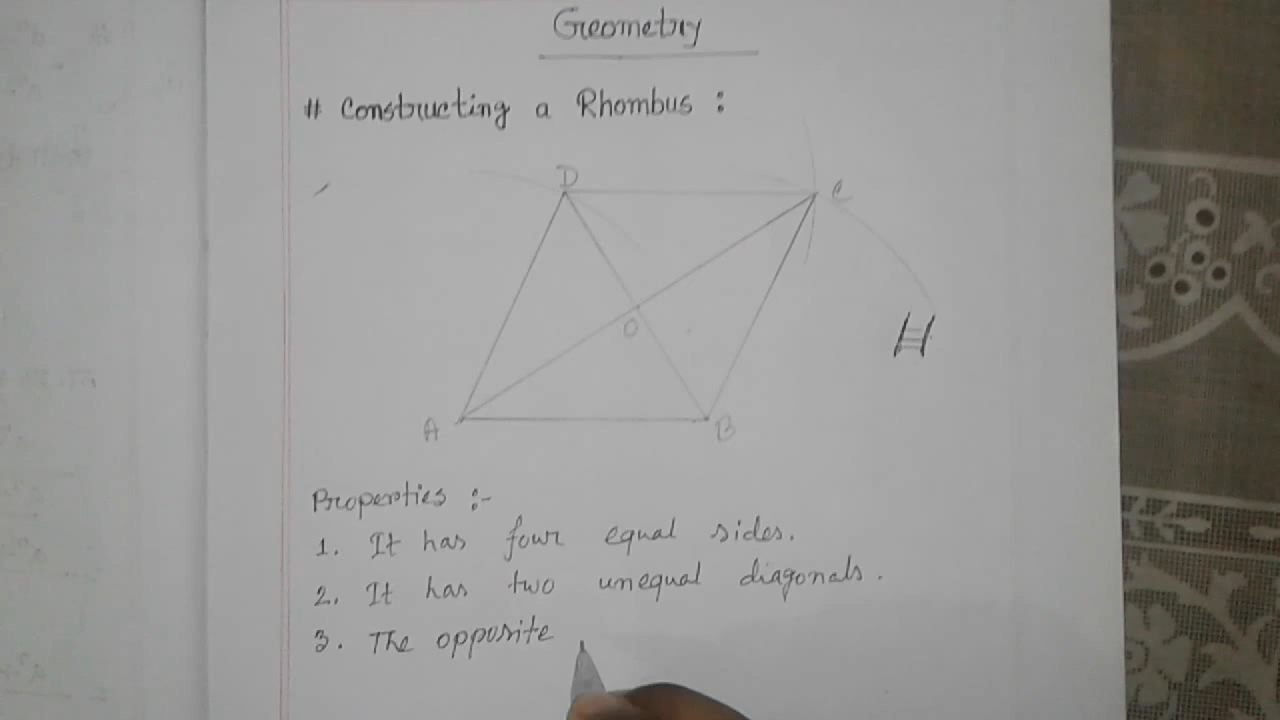 Geometry
# Constructing a Rhombus :
D
C
O
A
B
Properties :-
1. It has four equal sides.
2. It has two unequal diagonals.
3. The opposite